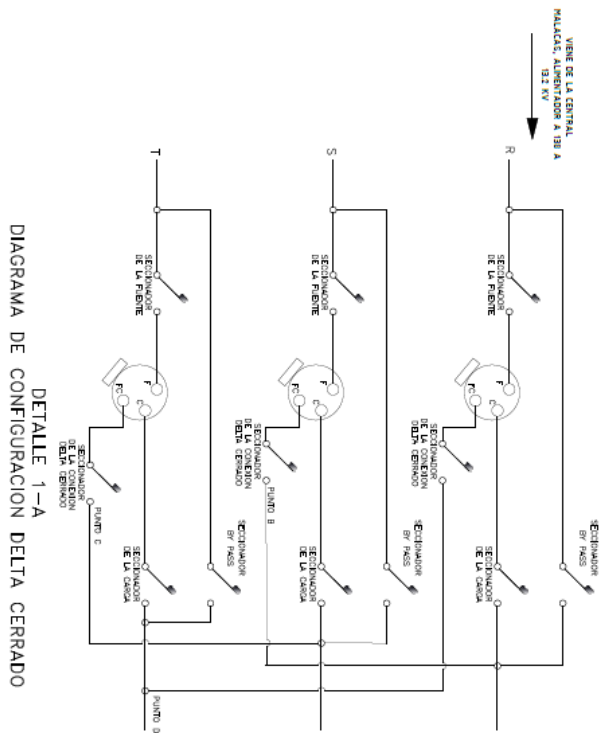 VIENE DE LA CENTRAL
MALACAS, ALIMENTADOR A 130 A
13.2 KV
R
SECCIONADOR
DE LA FUENTE
F
C
FC
SECCIONADOR
DE LA CONEXION
DELTA CERRADO
SECCIONADOR
BY PASS
SECCIONADOR
DE LA CARGA
S
SECCIONADOR
DE LA FUENTE
F
C
FC
SECCIONADOR
DE LA CONEXION
DELTA CERRADO
PUNTO B
SECCIONADOR
BY PASS
SECCIONADOR
DE LA CARGA
T
SECCIONADOR
DE LA FUENTE
F
C
FC
SECCIONADOR
DE LA CONEXION
DELTA CERRADO
PUNTO C
SECCIONADOR
BY PASS
SECCIONADOR
DE LA CARGA
PUNTO D
DETALLE 1-A
DIAGRAMA DE CONFIGURACION DELTA CERRADO